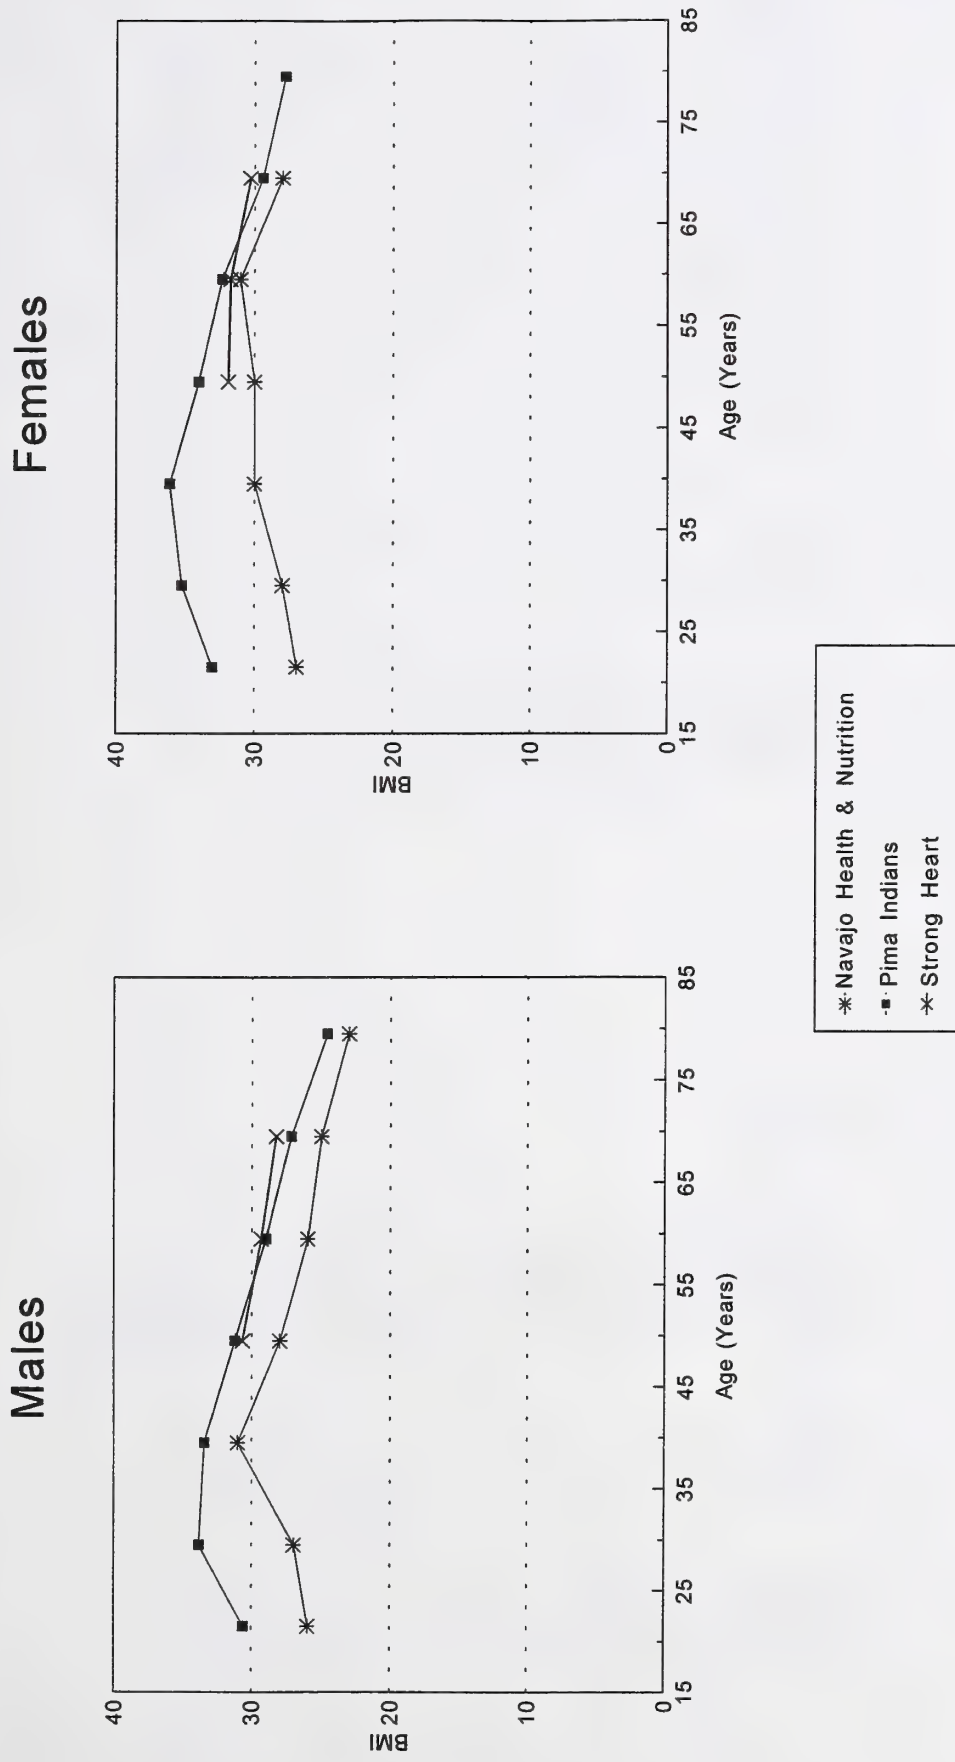 Males
40
30
20
10
0
BMI
15
25
35
45
55
65
75
85
Age (Years)
Females
40
30
20
10
0
BMI
15
25
35
45
55
65
75
85
Age (Years)
Navajo Health & Nutrition
Pima Indians
Strong Heart